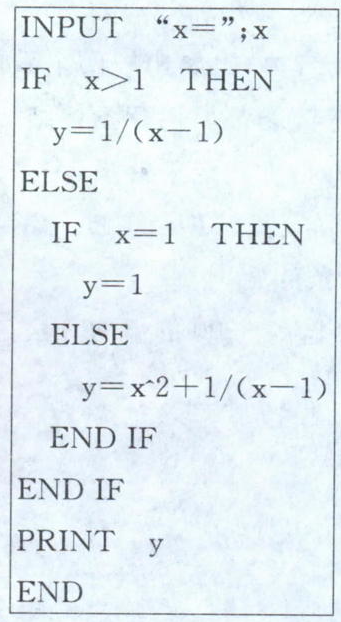 INPUT “x=”;x
IF x>1 THEN
y=1/(x-1)
ELSE
IF x=1 THEN
y=1
ELSE
y=x^2+1/(x-1)
END IF
END IF
PRINT y
END